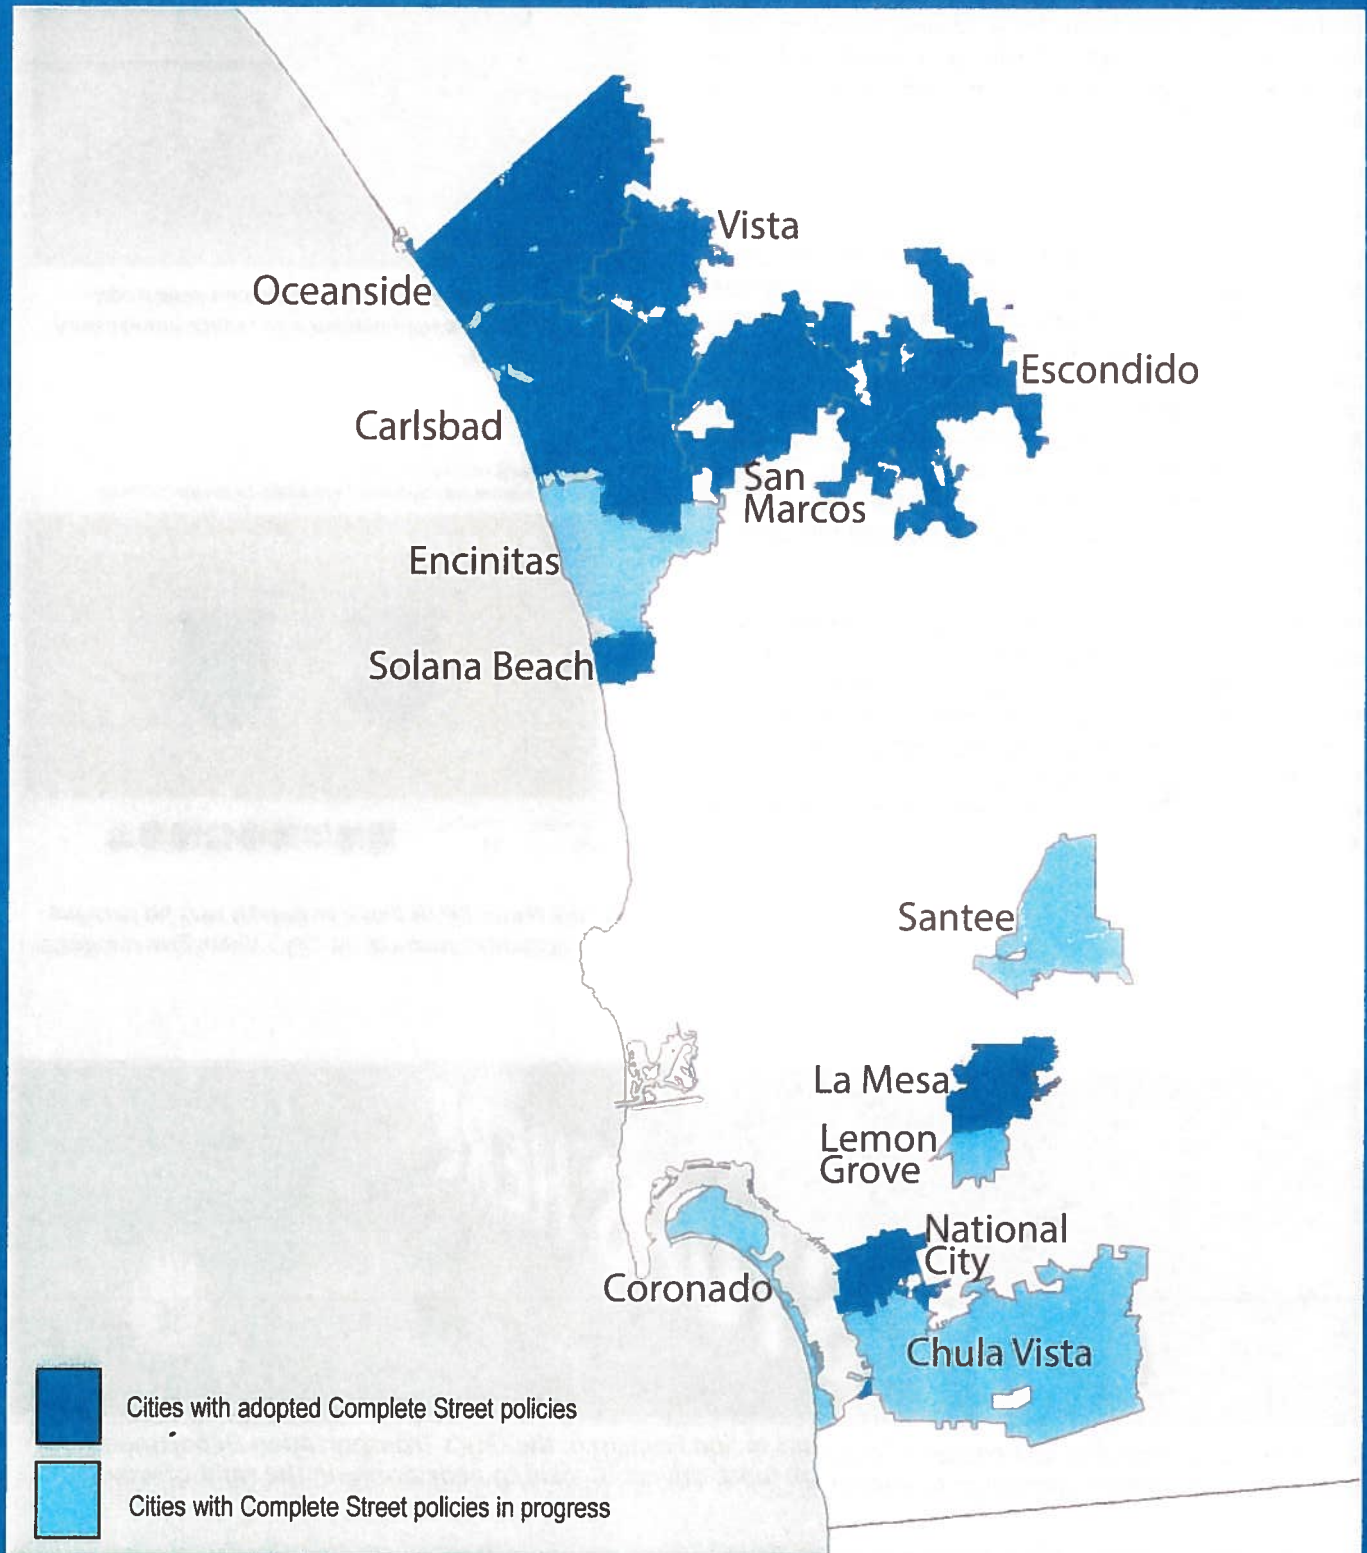 Vista
Oceanside
Escondido
Carlsbad
San
Marcos
Encinitas
Solana Beach
Santee
La Mesa
Lemon
Grove
National
City
Coronado
Chula Vista
Cities with adopted Complete Street policies
Cities with Complete Street policies in progress